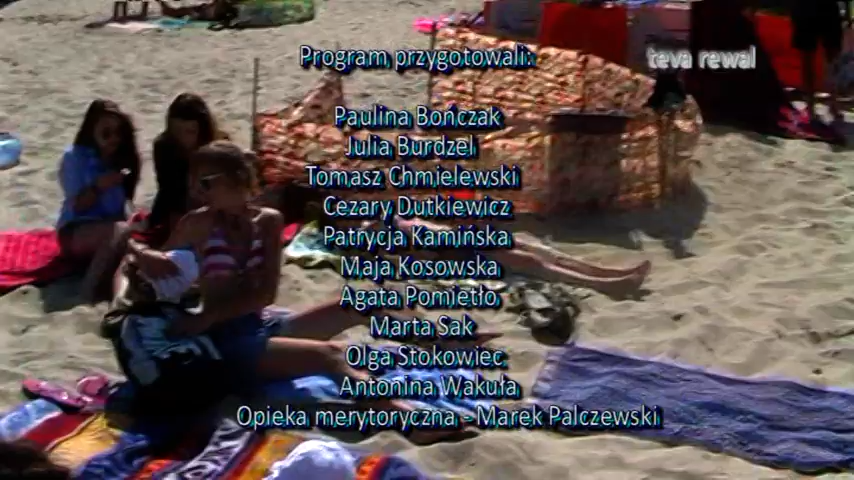 Program przygotowali:
teva rewal
Paulina Bończak
Julia Burdzel
Tomasz Chmielewski
Cezary Dutkiewicz
Patrycja Kamińska
Maja Kosowska
Agata Pomietło
Marta Sak
Olga Stokowiec
Antonina Wakuła
Opieka merytoryczna - Marek Palczewski